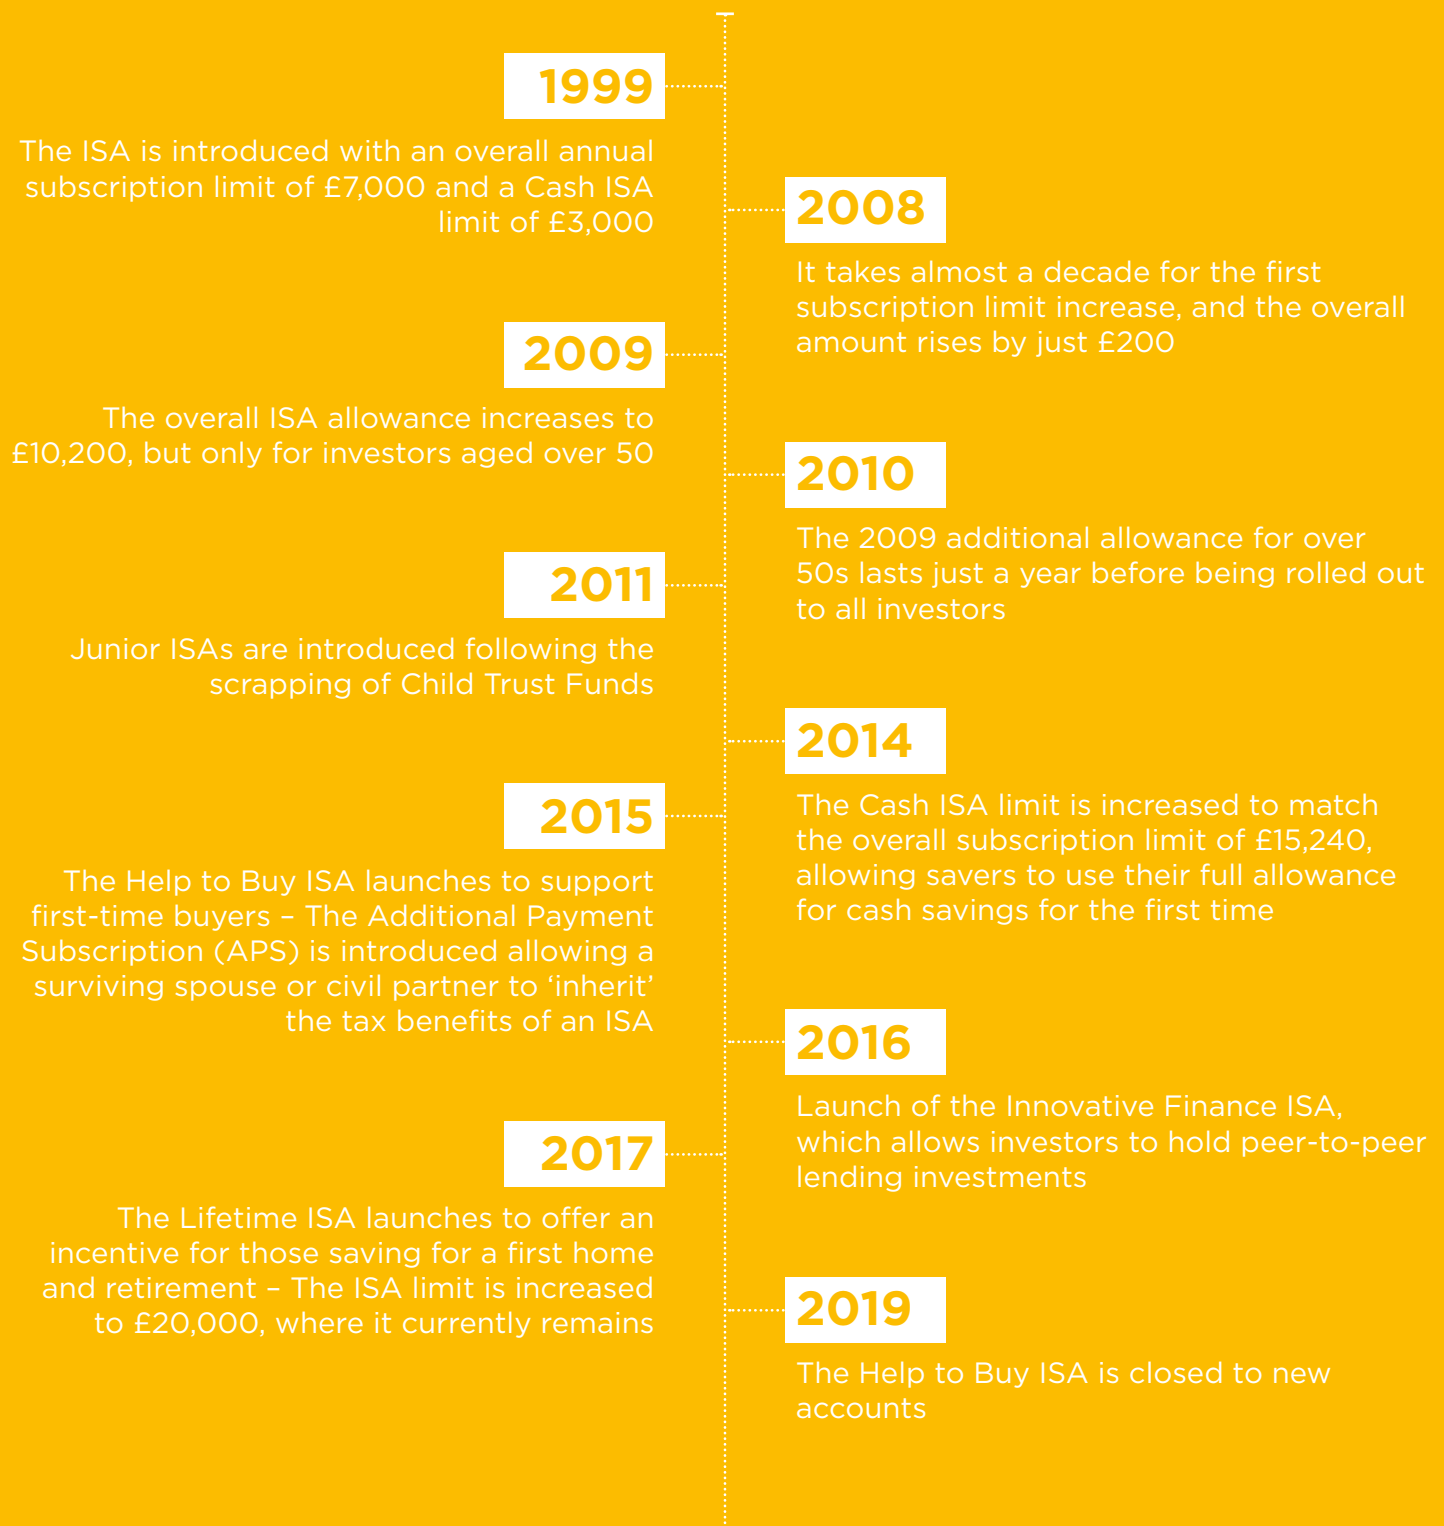 1999
The ISA is introduced with an overall annual
subscription limit of £7,000 and a Cash ISA
limit of £3,000
2008
It takes almost a decade for the first
subscription limit increase, and the overall
amount rises by just £200
2009
The overall ISA allowance increases to
£10,200, but only for investors aged over 50
2010
The 2009 additional allowance for over
50s lasts just a year before being rolled out
to all investors
2011
Junior ISAs are introduced following the
scrapping of Child Trust Funds
2014
The Cash ISA limit is increased to match
the overall subscription limit of £15,240,
allowing savers to use their full allowance
for cash savings for the first time
2015
The Help to Buy ISA launches to support
first-time buyers – The Additional Payment
Subscription (APS) is introduced allowing a
surviving spouse or civil partner to ‘inherit’
the tax benefits of an ISA
2016
Launch of the Innovative Finance ISA,
which allows investors to hold peer-to-peer
lending investments
2017
The Lifetime ISA launches to offer an
incentive for those saving for a first home
and retirement – The ISA limit is increased
to £20,000, where it currently remains
2019
The Help to Buy ISA is closed to new
accounts